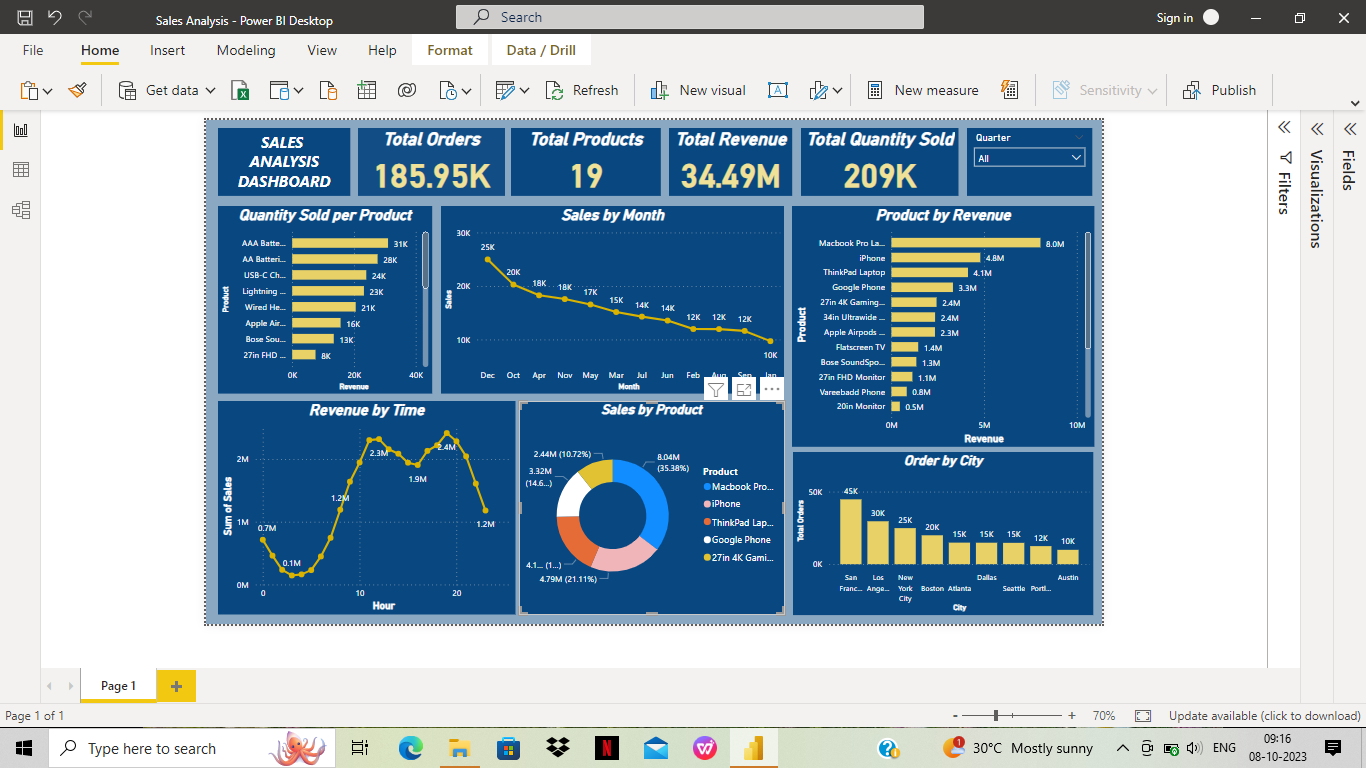 Sales Analysis - Power BI Desktop
Search
Sign in
File Home Insert Modeling View Help Format Data / Drill
Get data Refresh New visual New measure Sensitivity Publish
SALES
ANALYSIS
DASHBOARD
Total Orders
185.95K
Total Products
19
Total Revenue
34.49M
Total Quantity Sold
209K
Quarter
All
Filters
Visualizations
Fields
Quantity Sold per Product
Product
AAA Batte... 31K
AA Batteri... 28K
USB-C Ch... 24K
Lightning ... 23K
Wired He... 21K
Apple Air... 16K
Bose Sou... 13K
27in FHD ... 8K
0K 20K 40K
Revenue
Sales by Month
Sales
30K
20K
10K
25K 20K 18K 18K 17K 15K 14K 14K 12K 12K 12K 10K
Dec Oct Apr Nov May Mar Jul Jun Feb Aug Sep Jan
Month
Product by Revenue
Product
Macbook Pro La... 8.0M
iPhone 4.8M
ThinkPad Laptop 4.1M
Google Phone 3.3M
27in 4K Gaming... 2.4M
34in Ultrawide ... 2.4M
Apple Airpods ... 2.3M
Flatscreen TV 1.4M
Bose SoundSpo... 1.3M
27in FHD Monitor 1.1M
Vareebadd Phone 0.8M
20in Monitor 0.5M
0M 5M 10M
Revenue
Revenue by Time
Sum of Sales
2M
1M
0M
0.7M 0.1M 1.2M 2.3M 1.9M 2.4M 1.2M
0 10 20
Hour
Sales by Product
2.44M (10.72%)
3.32M
(14.6...)
4.1... (1...)
4.79M (21.11%)
8.04M
(35.38%)
Product
Macbook Pro...
iPhone
ThinkPad Lap...
Google Phone
27in 4K Gami...
Order by City
Total Orders
50K
0K
45K 30K 25K 20K 15K 15K 15K 12K 10K
San
Franc...
Los
Ange...
New
York
City
Boston
Atlanta
Dallas
Seattle
Portl...
Austin
City
Page 1
Page 1 of 1
- + 70%
Update available (click to download)
Type here to search
N
1
30°C Mostly sunny
ENG
09:16
08-10-2023